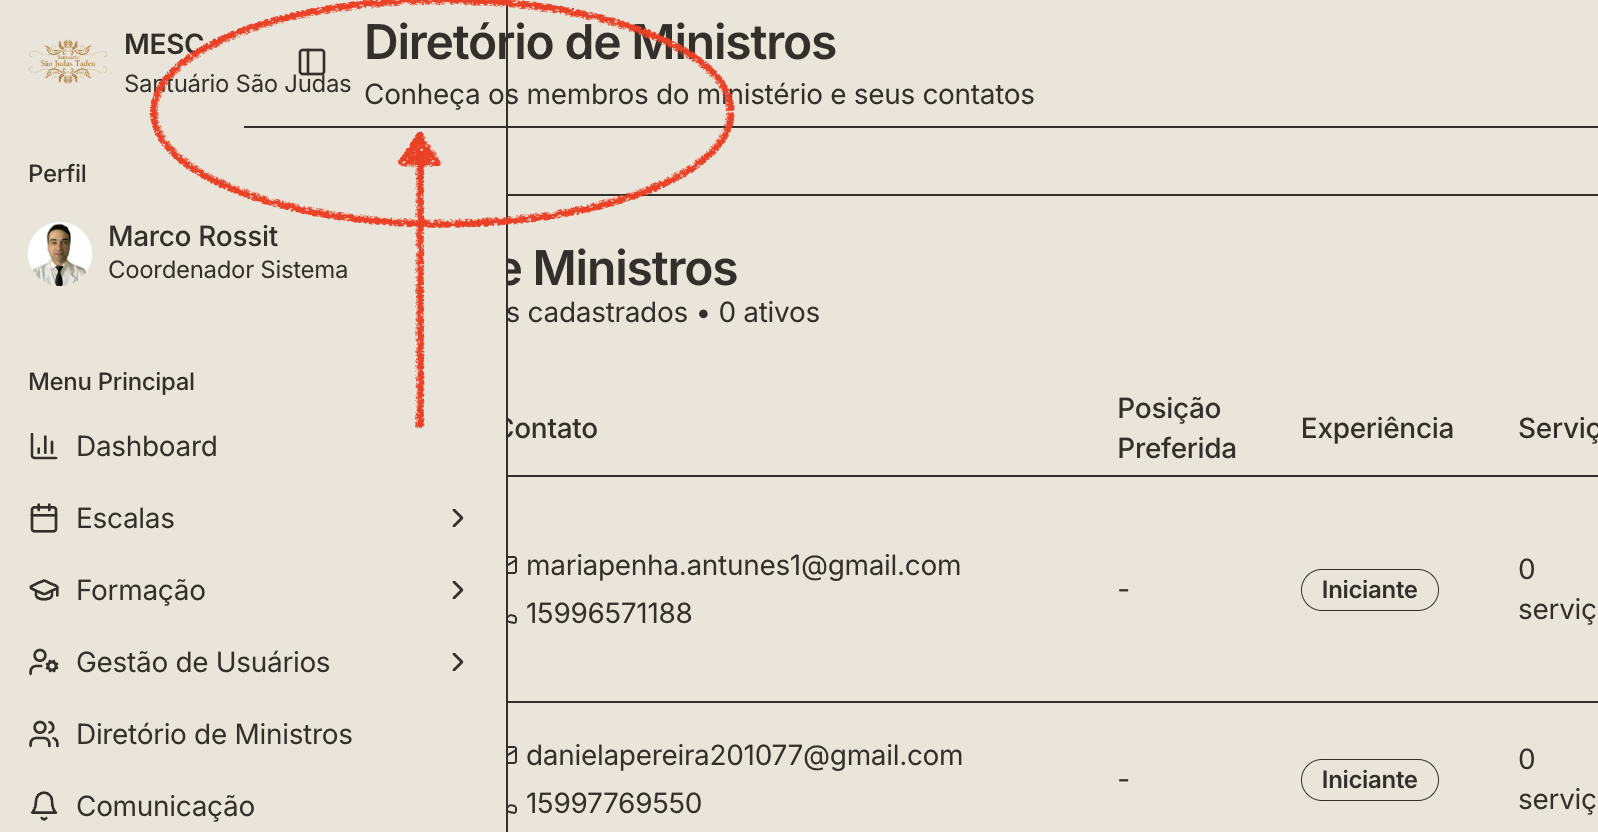 Santuário
São Judas Tadeu
MESC
Santuário São Judas
Diretório de Ministros
Conheça os membros do ministério e seus contatos
Perfil
Marco Rossit
Coordenador Sistema
Menu Principal
Dashboard
Escalas
Formação
Gestão de Usuários
Diretório de Ministros
Comunicação
e Ministros
s cadastrados • 0 ativos
Contato
Posição
Preferida
Experiência
Serviç
mariapenha.antunes1@gmail.com
15996571188
-
Iniciante
0
serviç
danielapereira201077@gmail.com
15997769550
-
Iniciante
0
serviç